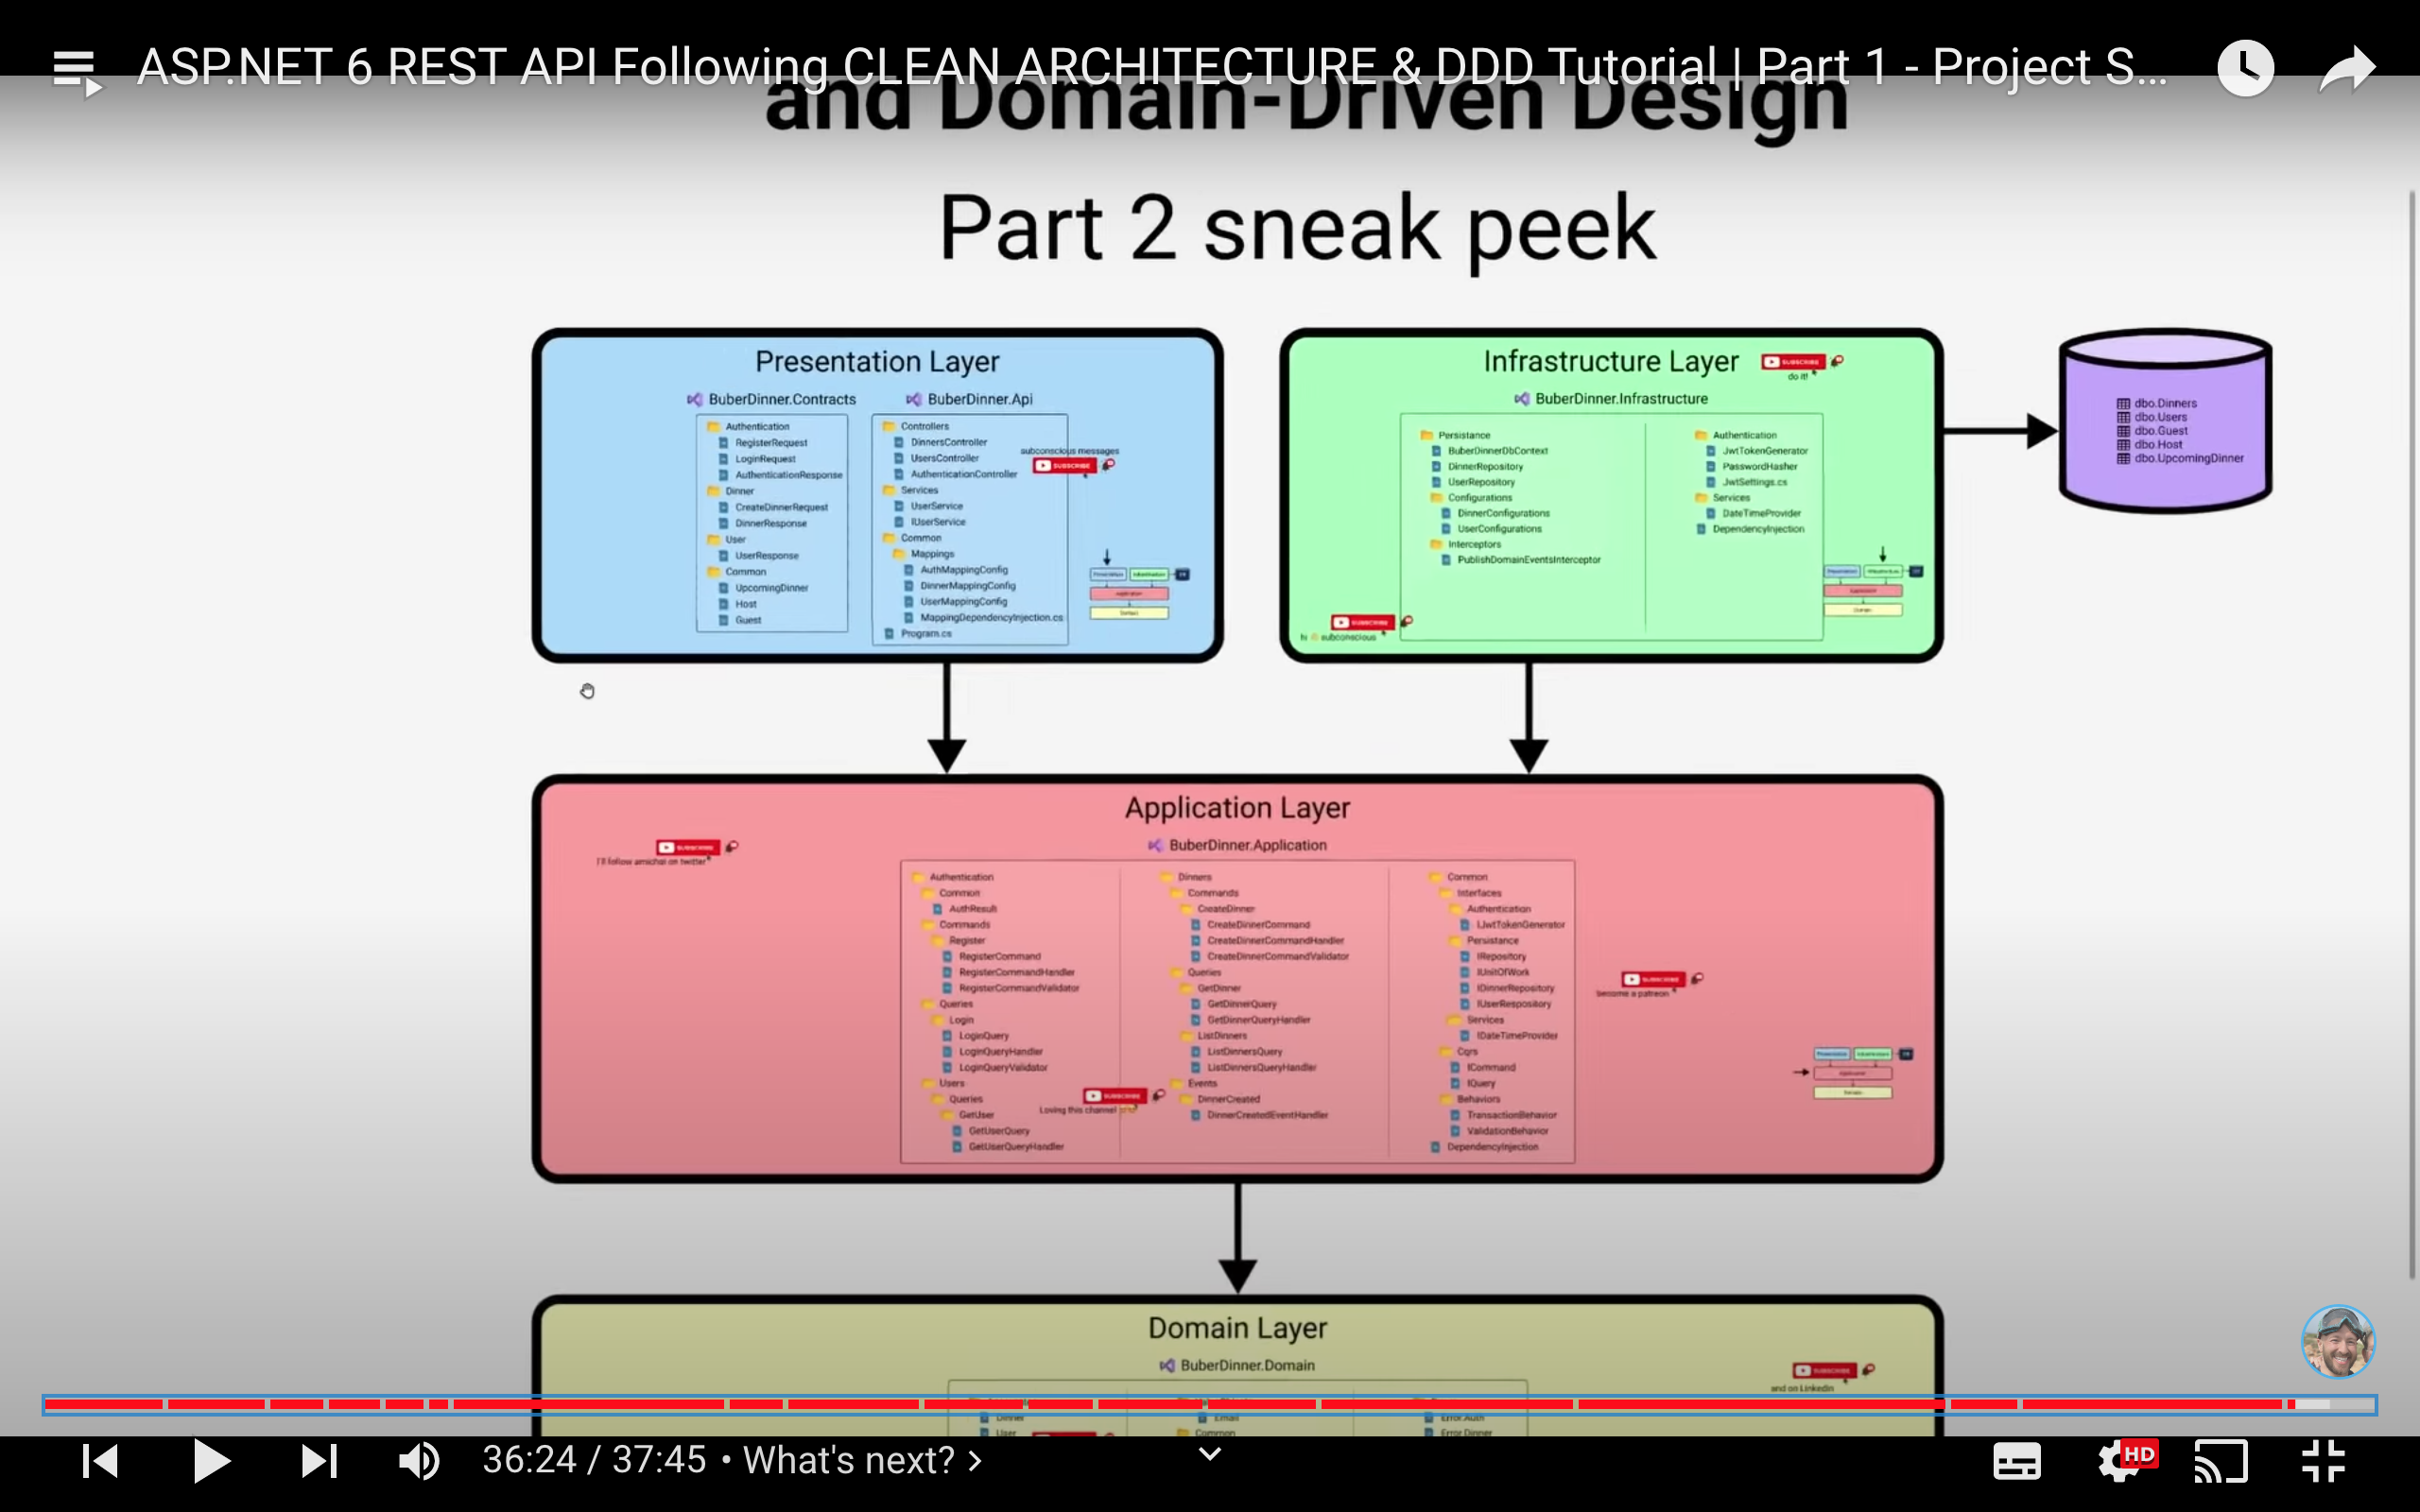 ASP.NET 6 REST API Following CLEAN ARCHITECTURE & DDD Tutorial | Part 1 - Project S...
and Domain-Driven Design
Part 2 sneak peek
Presentation Layer
BuberDinner.Contracts
Authentication
RegisterRequest
LoginRequest
AuthenticationResponse
Dinner
CreateDinnerRequest
DinnerResponse
User
UserResponse
Common
UpcomingDinner
Host
Guest
BuberDinner.Api
Controllers
DinnersController
UsersController
AuthenticationController
Services
UserService
IUserService
Common
Mappings
AuthMappingConfig
DinnerMappingConfig
UserMappingConfig
MappingDependencyInjection.cs
Program.cs
subconscious messages
SUBSCRIBE
Infrastructure Layer
SUBSCRIBE
do it!
BuberDinner.Infrastructure
Persistance
BuberDinnerDbContext
DinnerRepository
UserRepository
Configurations
DinnerConfigurations
UserConfigurations
Interceptors
PublishDomainEventsInterceptor
Authentication
JwtTokenGenerator
PasswordHasher
JwtSettings.cs
Services
DateTimeProvider
DependencyInjection
SUBSCRIBE
hi subconscious
dbo.Dinners
dbo.Users
dbo.Guest
dbo.Host
dbo.UpcomingDinner
Application Layer
BuberDinner.Application
SUBSCRIBE
I'll follow amichai on twitter
Authentication
Common
AuthResult
Commands
Register
RegisterCommand
RegisterCommandHandler
RegisterCommandValidator
Queries
Login
LoginQuery
LoginQueryHandler
LoginQueryValidator
Users
Queries
GetUser
GetUserQuery
GetUserQueryHandler
SUBSCRIBE
Loving this channel
Dinners
Commands
CreateDinner
CreateDinnerCommand
CreateDinnerCommandHandler
CreateDinnerCommandValidator
Queries
GetDinner
GetDinnerQuery
GetDinnerQueryHandler
ListDinners
ListDinnersQuery
ListDinnersQueryHandler
Events
DinnerCreated
DinnerCreatedEventHandler
Common
Interfaces
Authentication
IJwtTokenGenerator
Persistance
IRepository
IUnitOfWork
IDinnerRepository
IUserRespository
Services
IDateTimeProvider
Cqrs
ICommand
IQuery
Behaviors
TransactionBehavior
ValidationBehavior
DependencyInjection
SUBSCRIBE
become a patreon
Domain Layer
BuberDinner.Domain
SUBSCRIBE
and on LinkedIn
Dinner
User
Email
Common
Error.Auth
Error.Dinner
36:24 / 37:45 • What's next? ›
HD